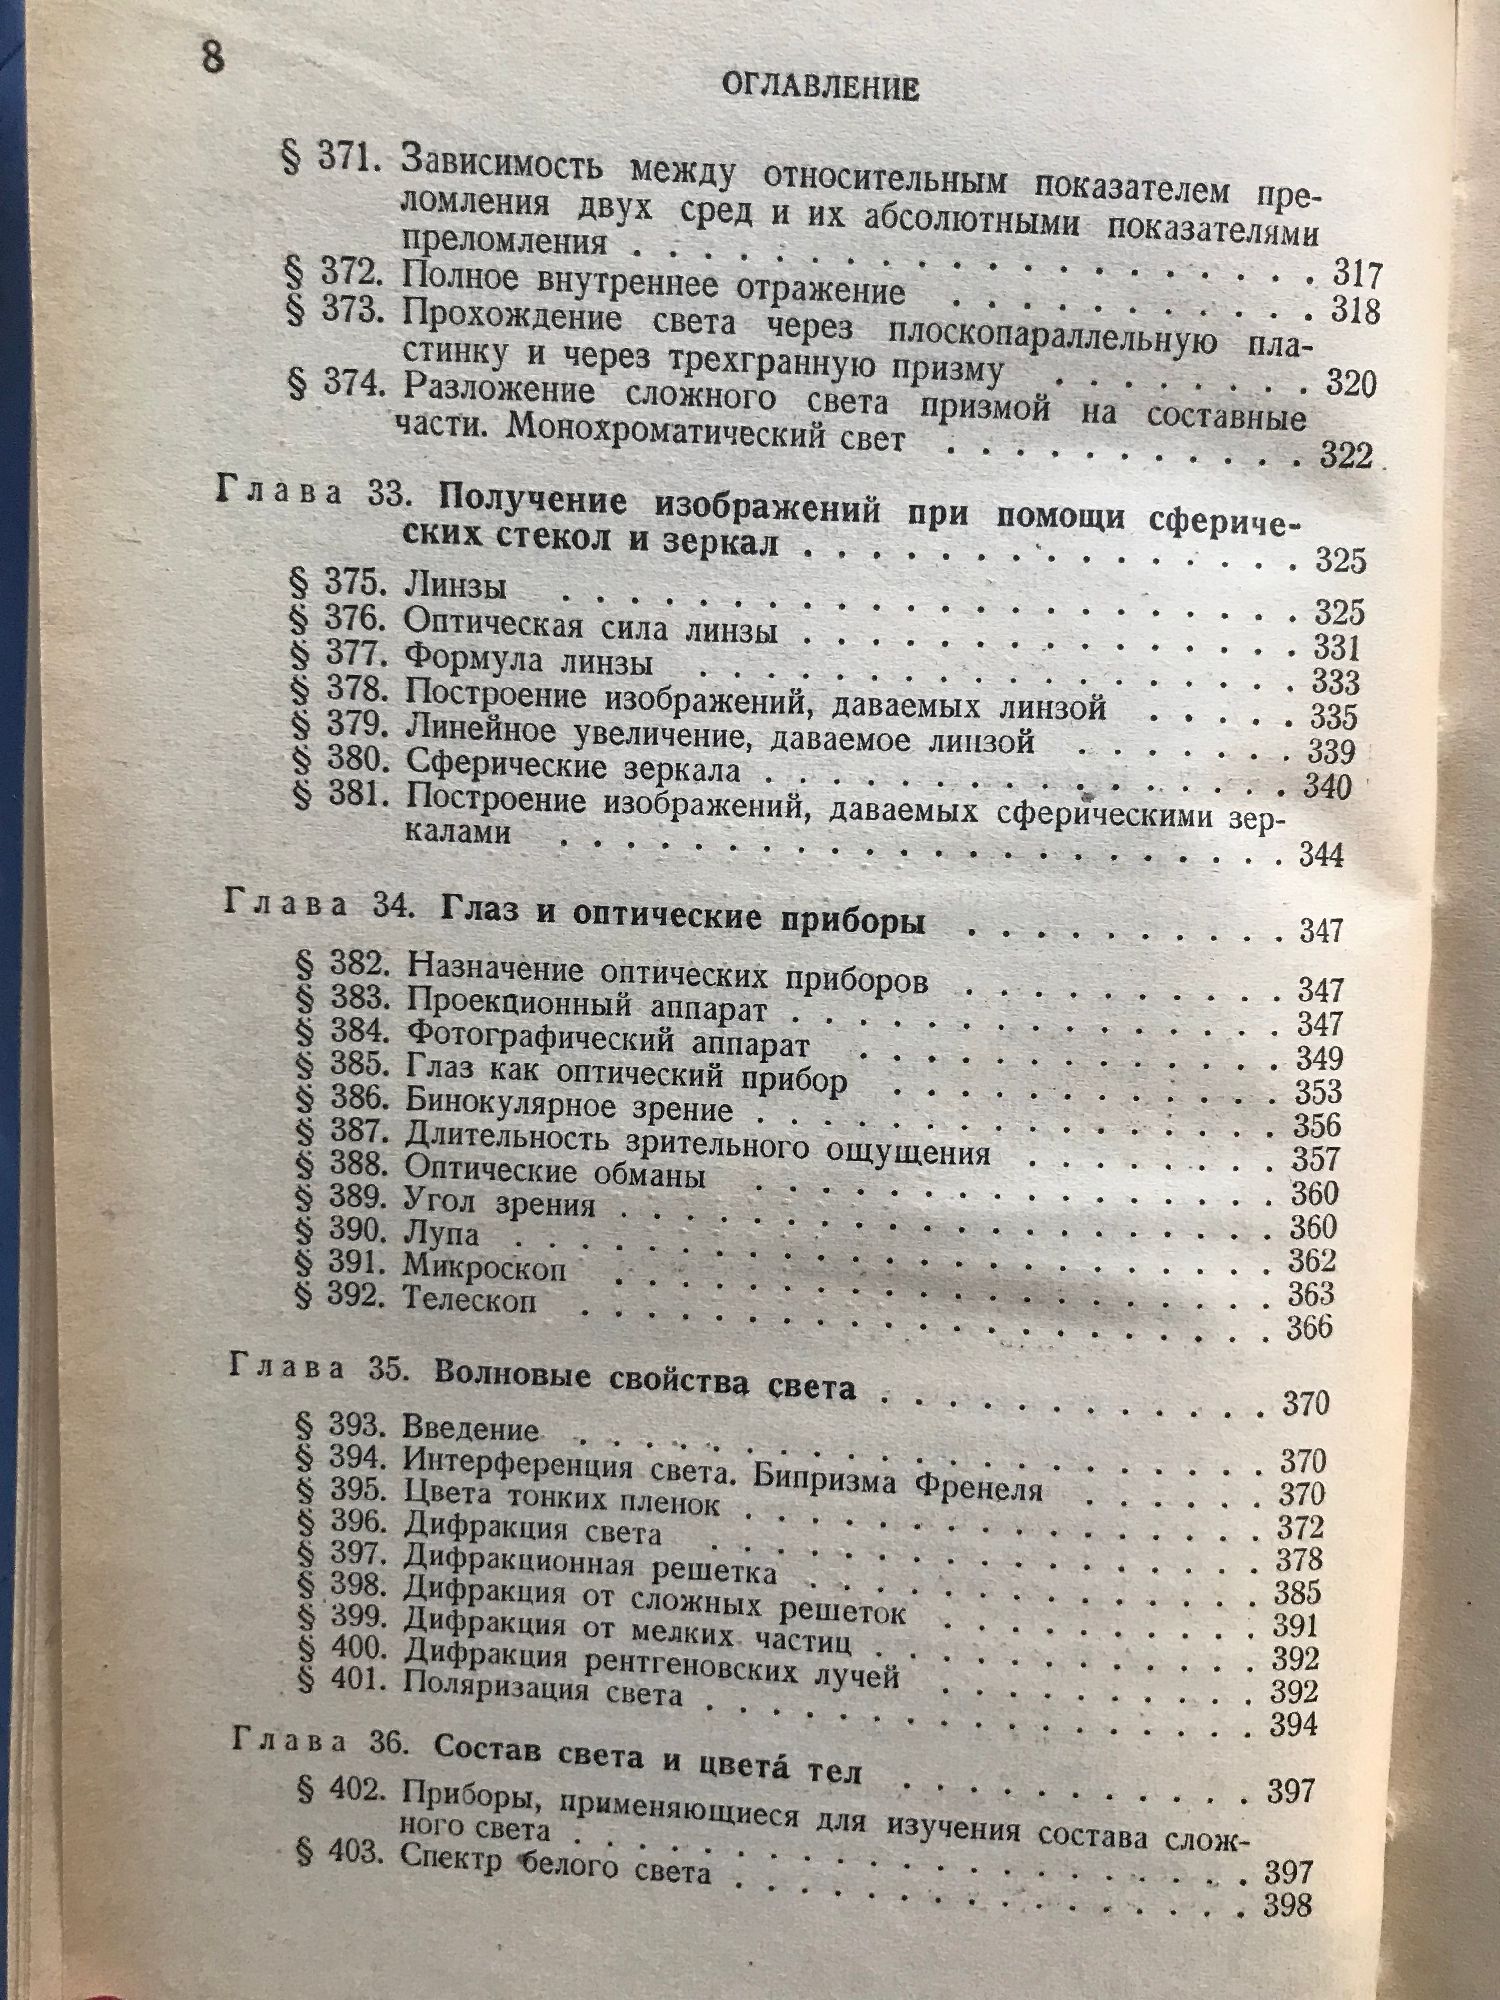 8
ОГЛАВЛЕНИЕ
§ 371. Зависимость между относительным показателем пре-
ломления двух сред и их абсолютными показателями
преломления . . . . . . . . . . . . . . . . . . 317
§ 372. Полное внутреннее отражение . . . . . . . . . . . 318
§ 373. Прохождение света через плоскопараллельную пла-
стинку и через трехгранную призму . . . . . . . . 320
§ 374. Разложение сложного света призмой на составные
части. Монохроматический свет . . . . . . . . . . . 322
Глава 33. Получение изображений при помощи сфериче-
ских стекол и зеркал . . . . . . . . . . . . . . . 325
§ 375. Линзы . . . . . . . . . . . . . . . . . . . . . . 325
§ 376. Оптическая сила линзы . . . . . . . . . . . . . . . 331
§ 377. Формула линзы . . . . . . . . . . . . . . . . . . 333
§ 378. Построение изображений, даваемых линзой . . . . . 335
§ 379. Линейное увеличение, даваемое линзой . . . . . . . 339
§ 380. Сферические зеркала . . . . . . . . . . . . . . . . 340
§ 381. Построение изображений, даваемых сферическими зер-
калами . . . . . . . . . . . . . . . . . . . . . . 344
Глава 34. Глаз и оптические приборы . . . . . . . . . . 347
§ 382. Назначение оптических приборов . . . . . . . . . . 347
§ 383. Проекционный аппарат . . . . . . . . . . . . . . . 347
§ 384. Фотографический аппарат . . . . . . . . . . . . . 349
§ 385. Глаз как оптический прибор . . . . . . . . . . . . 353
§ 386. Бинокулярное зрение . . . . . . . . . . . . . . . . 356
§ 387. Длительность зрительного ощущения . . . . . . . . 357
§ 388. Оптические обманы . . . . . . . . . . . . . . . . 360
§ 389. Угол зрения . . . . . . . . . . . . . . . . . . . . 360
§ 390. Лупа . . . . . . . . . . . . . . . . . . . . . . . 362
§ 391. Микроскоп . . . . . . . . . . . . . . . . . . . . 363
§ 392. Телескоп . . . . . . . . . . . . . . . . . . . . . 366
Глава 35. Волновые свойства света . . . . . . . . . . . . 370
§ 393. Введение . . . . . . . . . . . . . . . . . . . . . 370
§ 394. Интерференция света. Бипризма Френеля . . . . . . 370
§ 395. Цвета тонких пленок . . . . . . . . . . . . . . . . 372
§ 396. Дифракция света . . . . . . . . . . . . . . . . . 378
§ 397. Дифракционная решетка . . . . . . . . . . . . . . 385
§ 398. Дифракция от сложных решеток . . . . . . . . . . 391
§ 399. Дифракция от мелких частиц . . . . . . . . . . . . 392
§ 400. Дифракция рентгеновских лучей . . . . . . . . . . 392
§ 401. Поляризация света . . . . . . . . . . . . . . . . . 394
Глава 36. Состав света и цвета́ тел . . . . . . . . . . . 397
§ 402. Приборы, применяющиеся для изучения состава слож-
ного света . . . . . . . . . . . . . . . . . . . . 397
§ 403. Спектр белого света . . . . . . . . . . . . . . . . 398